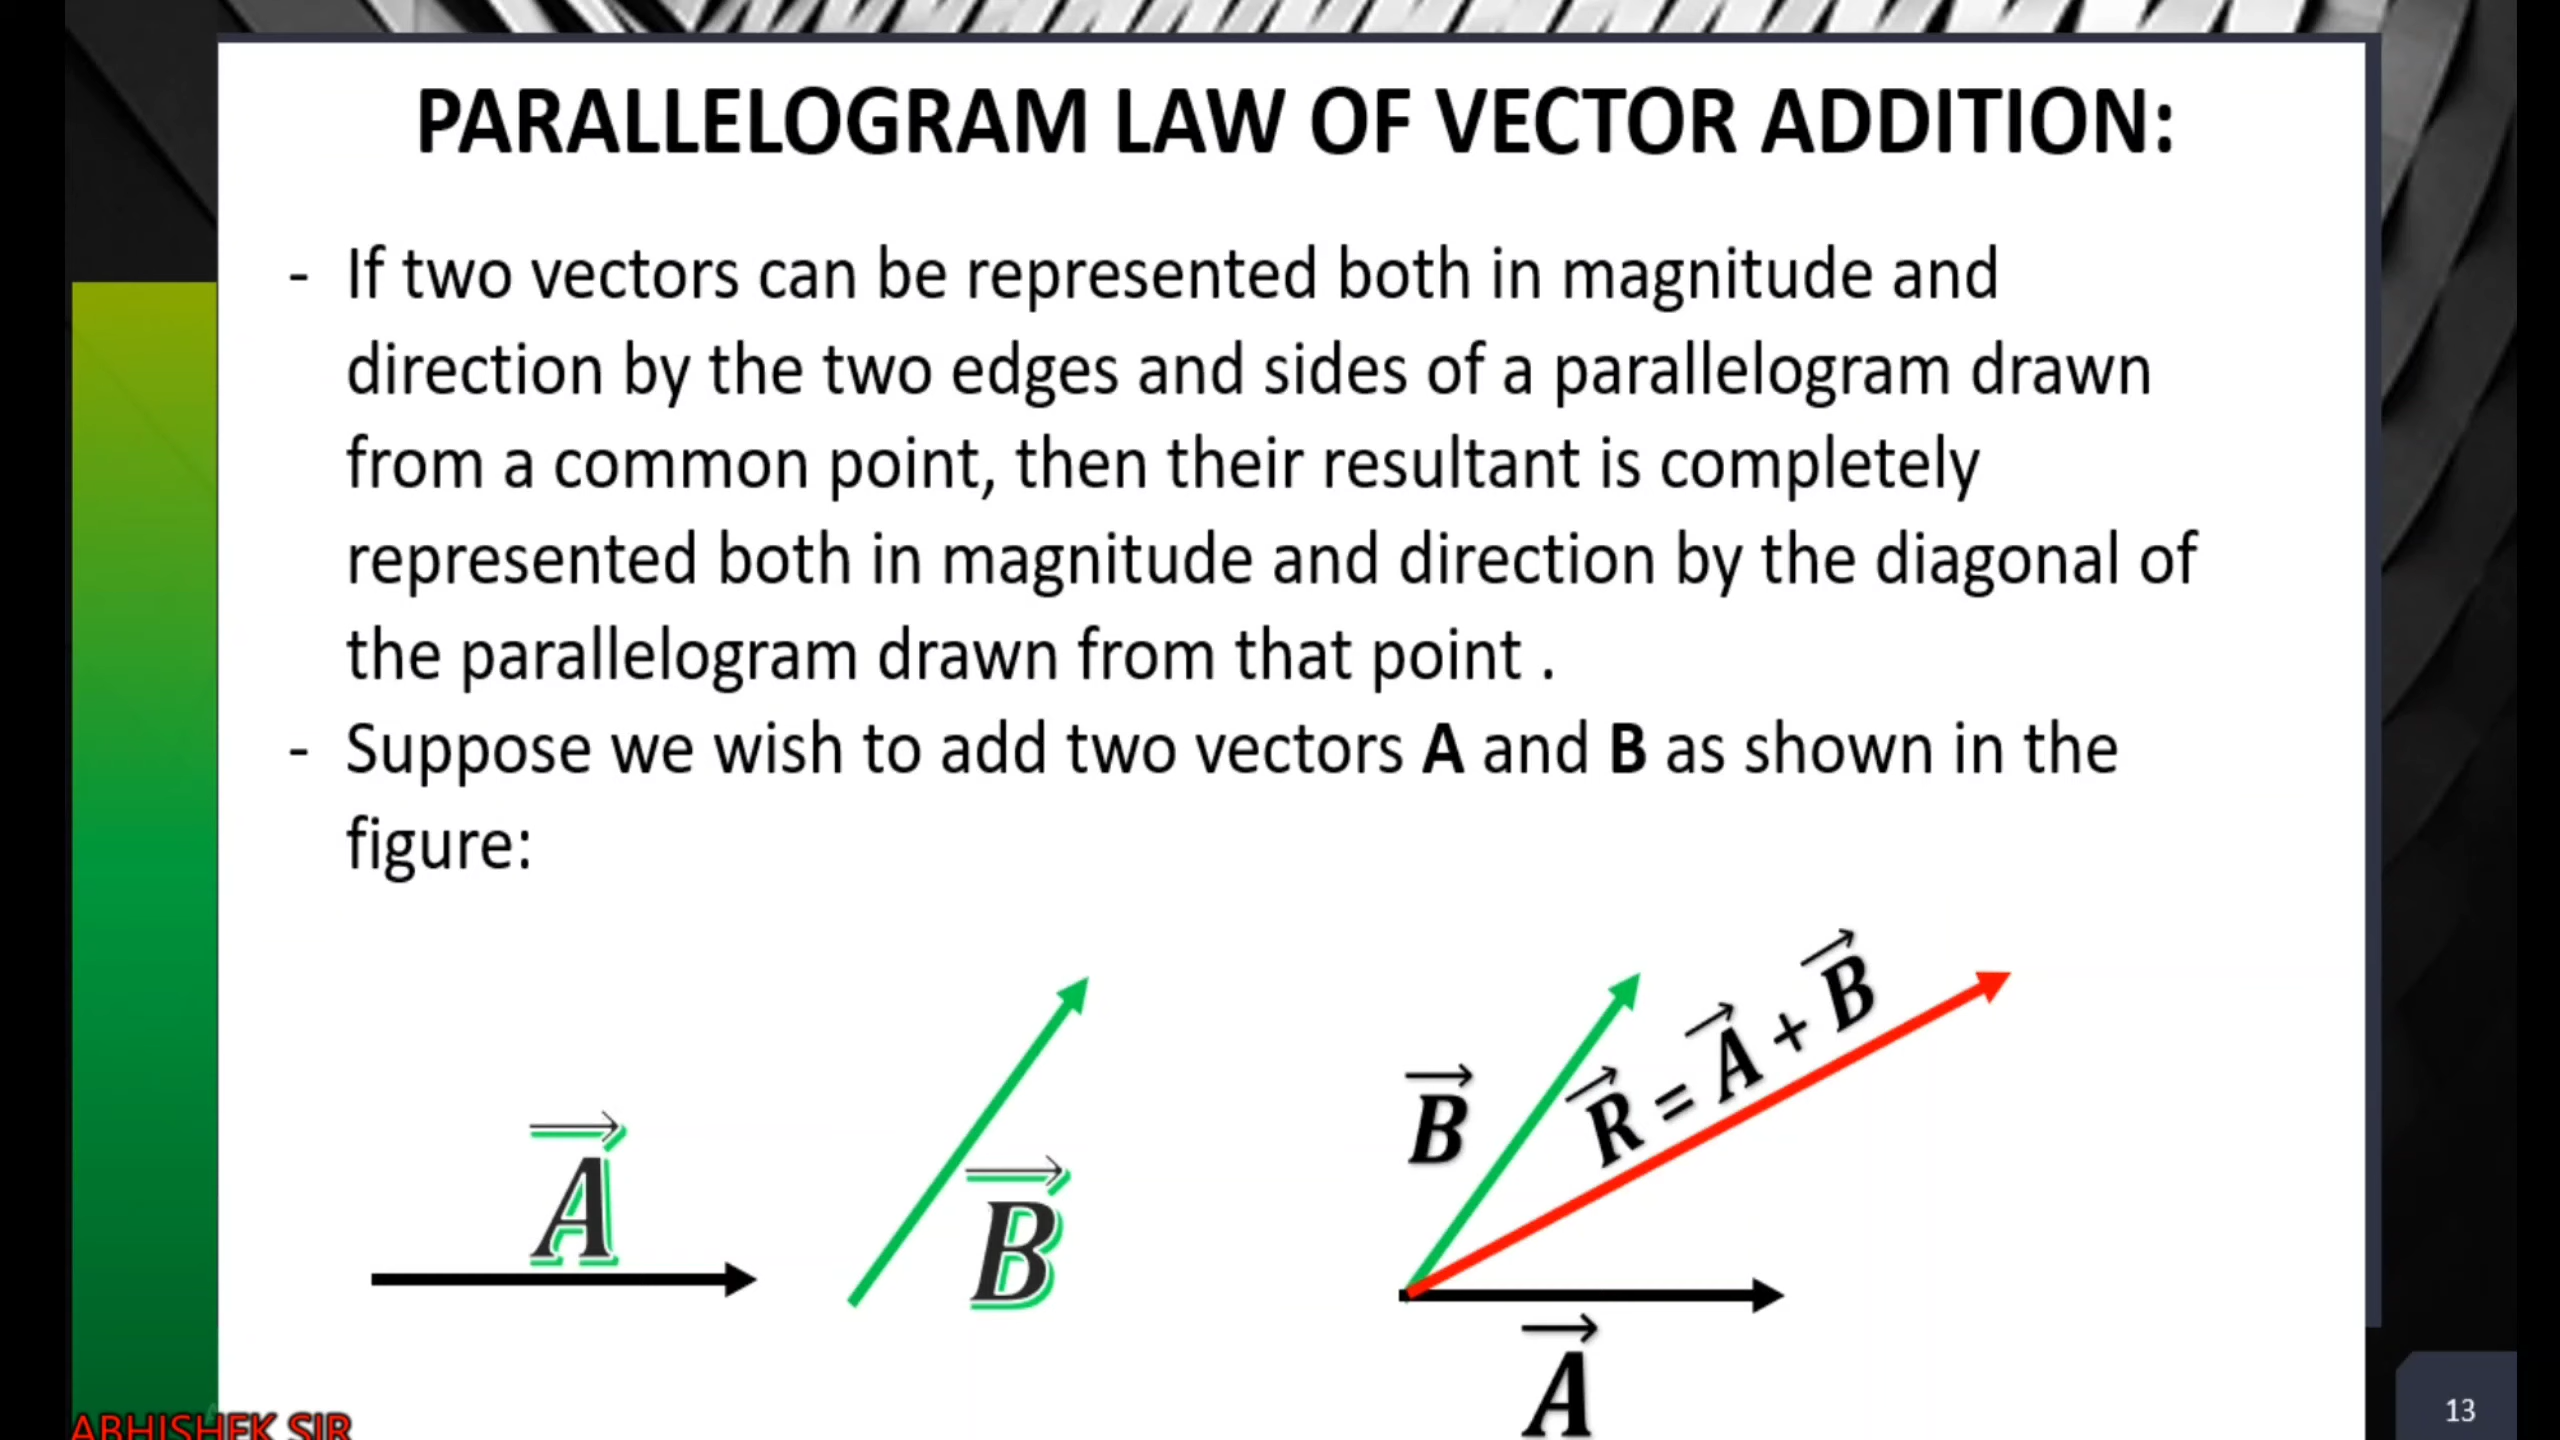 PARALLELOGRAM LAW OF VECTOR ADDITION:
- If two vectors can be represented both in magnitude and
direction by the two edges and sides of a parallelogram drawn
from a common point, then their resultant is completely
represented both in magnitude and direction by the diagonal of
the parallelogram drawn from that point .
- Suppose we wish to add two vectors A and B as shown in the
figure:
A⃗
B⃗
B⃗
R⃗ = A⃗ + B⃗
A⃗
ABHISHEK SIR
13